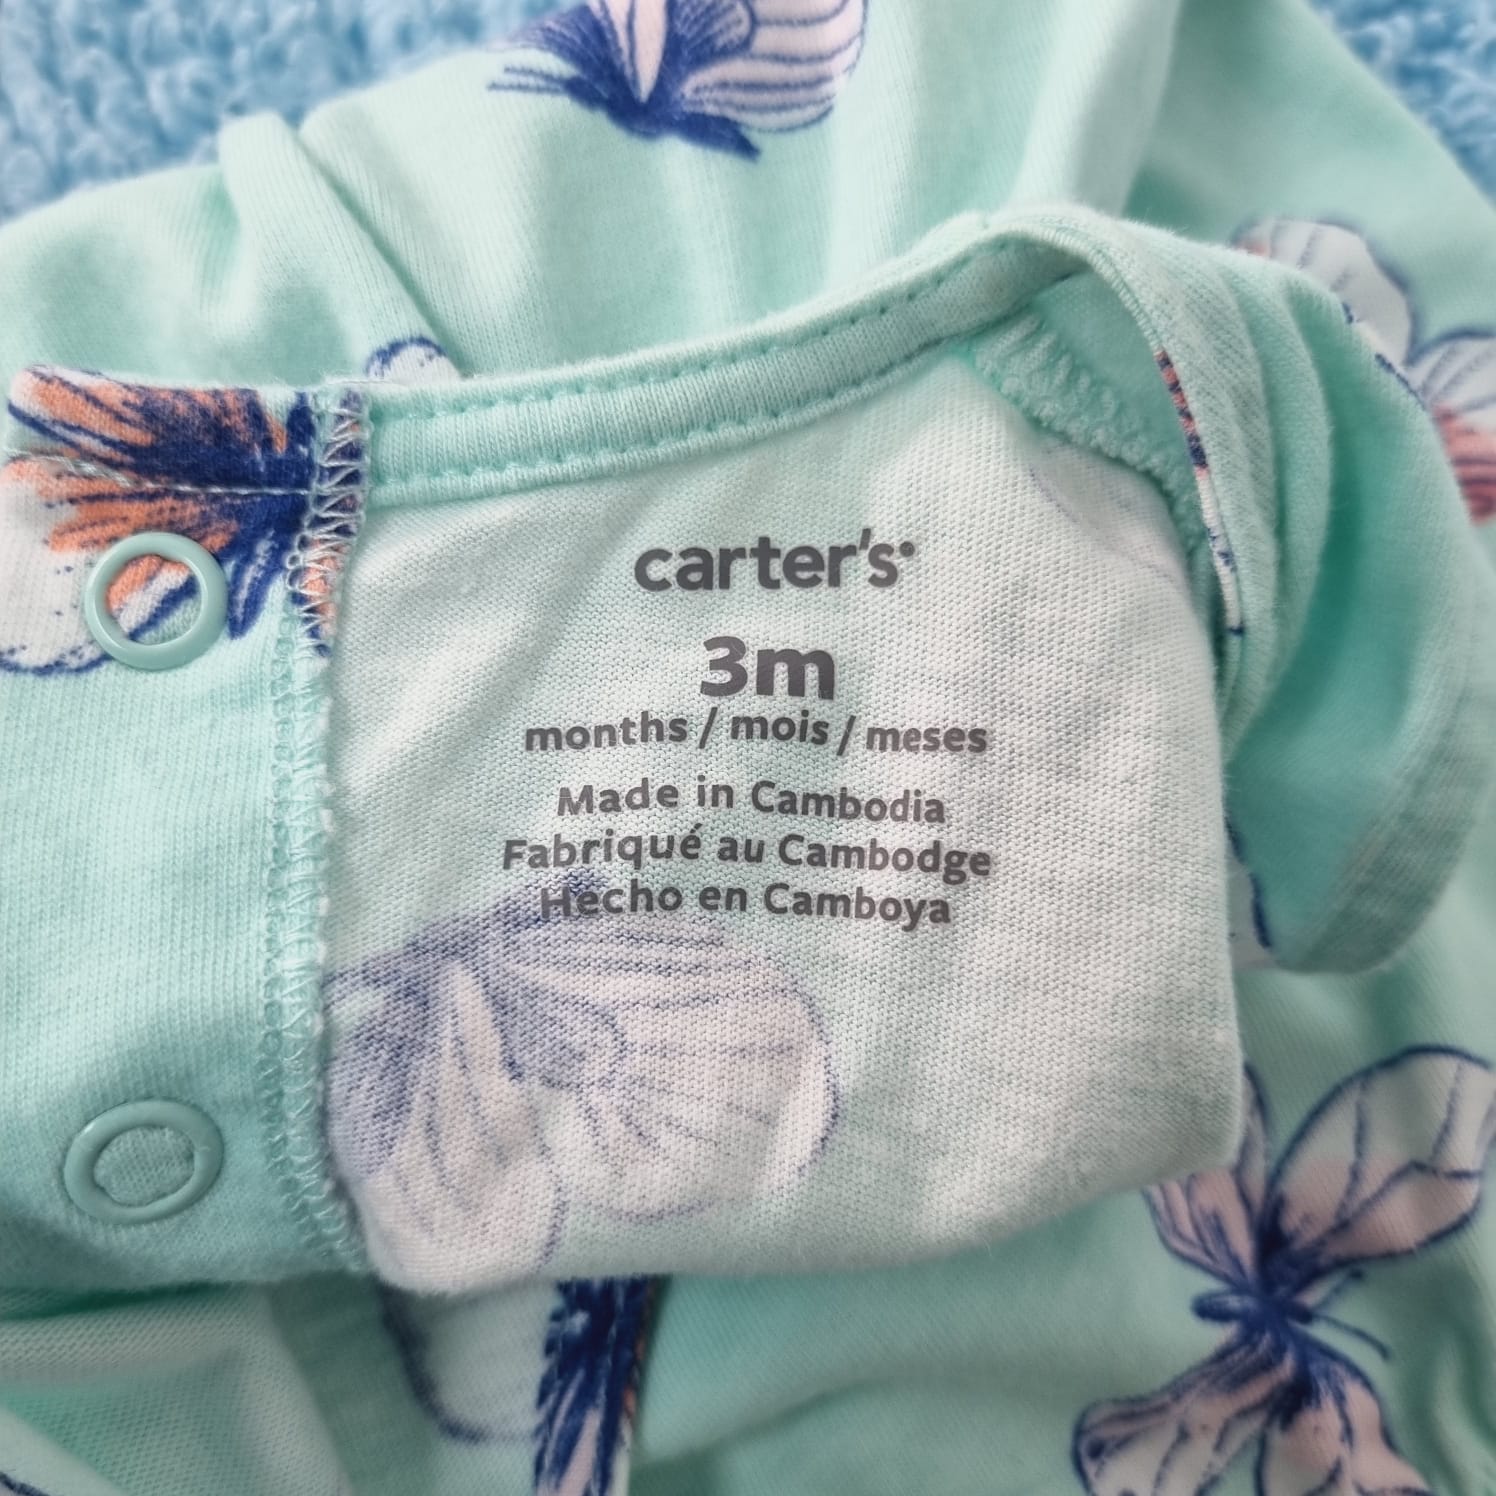 carter's
3m
months / mois / meses
Made in Cambodia
Fabriqué au Cambodge
Hecho en Camboya